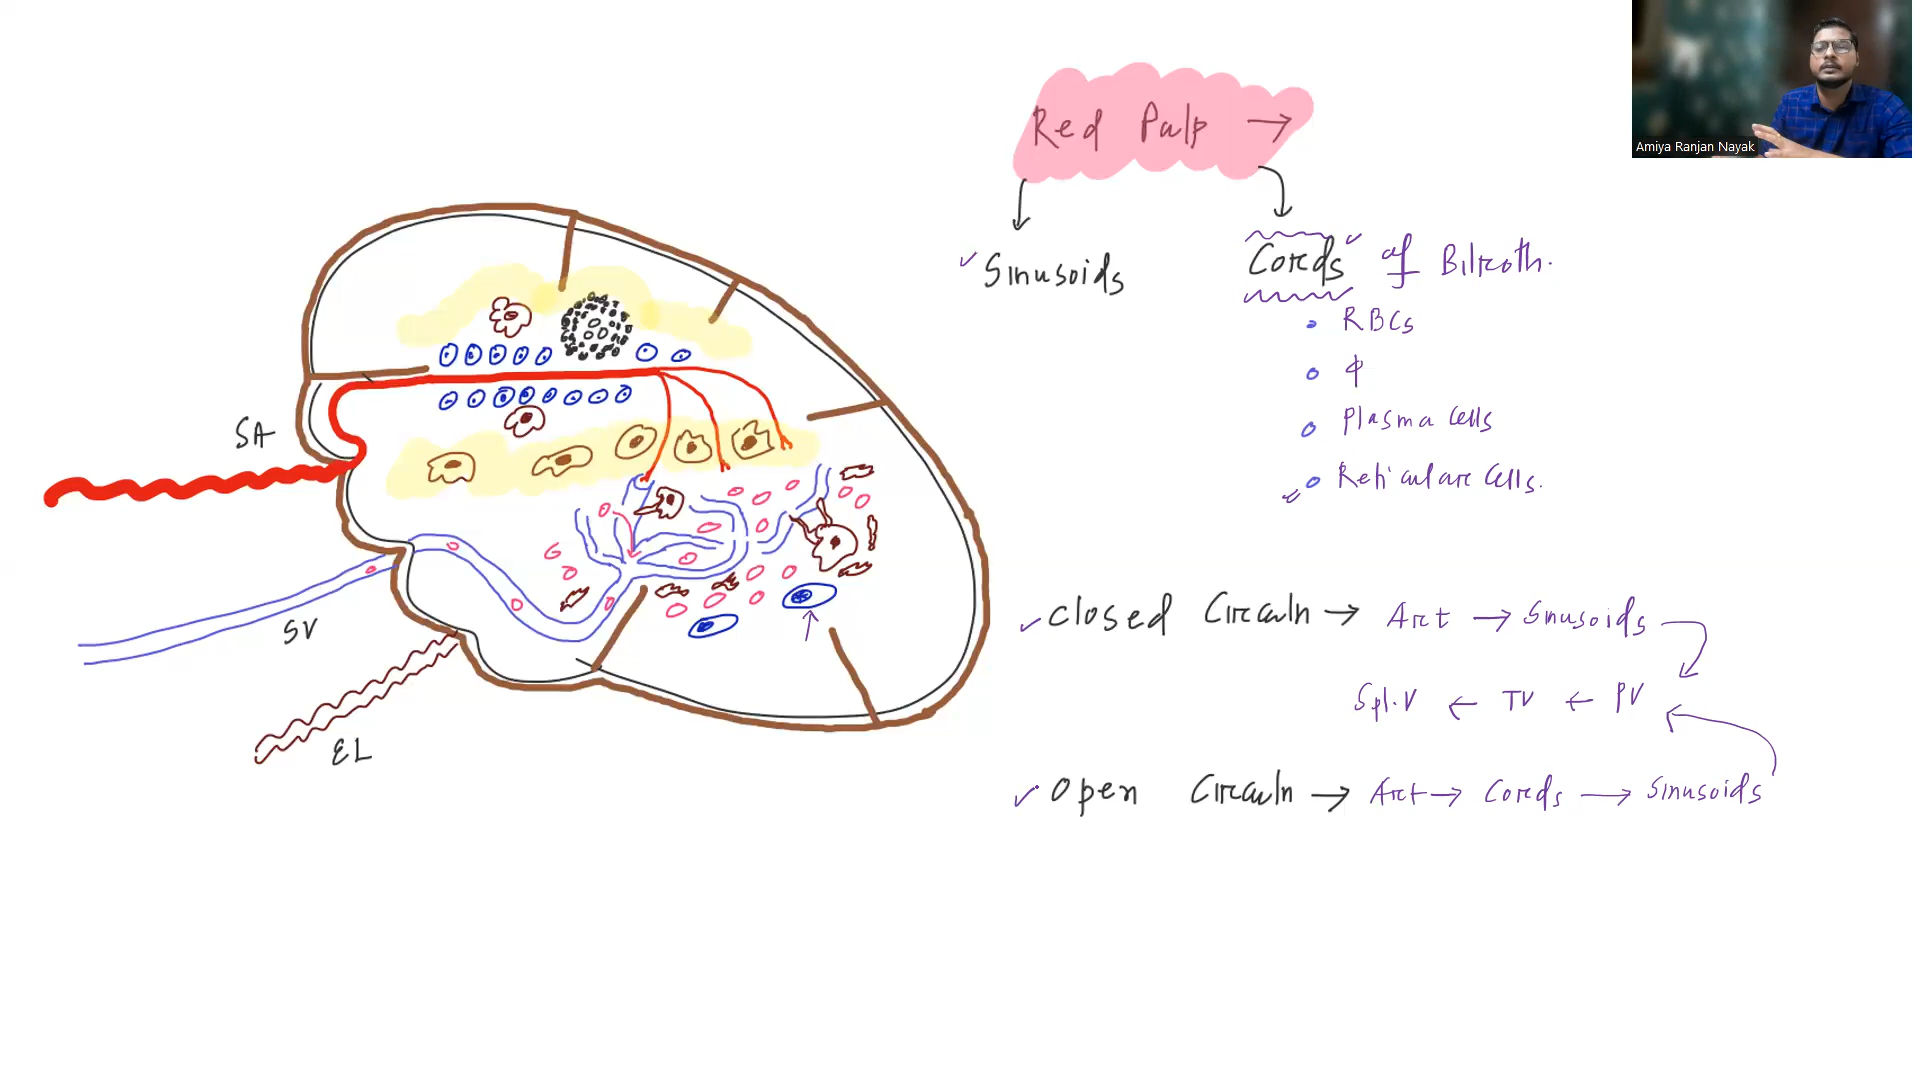 Amiya Ranjan Nayak
Red Pulp →
Sinusoids
Cords of Bilroth.
RBCs
φ
Plasma Cells
Reticular Cells.
SA
SV
EL
Closed Circuln → Art → Sinusoids
Spl.V ← TV ← PV
Open Circuln → Art → Cords → Sinusoids